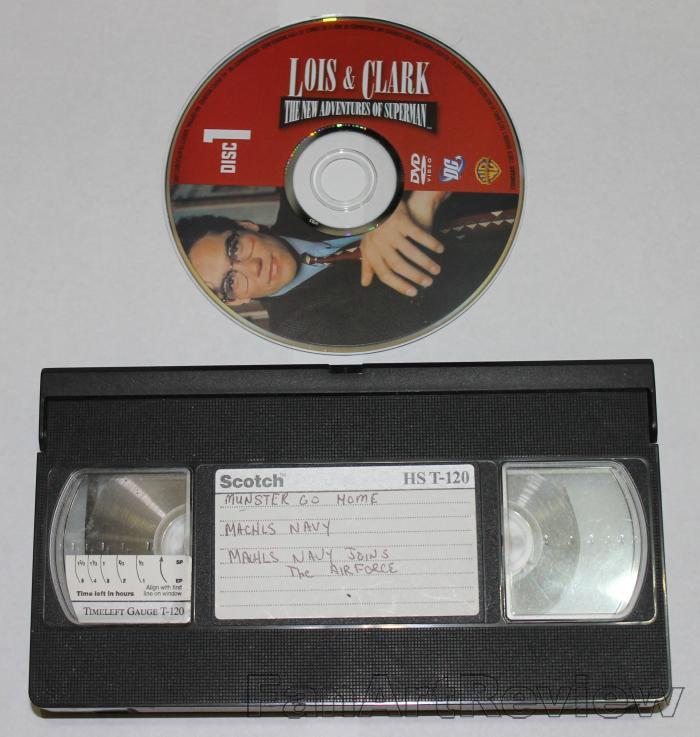 LOIS & CLARK
THE NEW ADVENTURES OF SUPERMAN
DISC 1
DVD
VIDEO
DC
WB
Scotch™ HS T-120
MUNSTER GO HOME
MACHLS NAVY
MAUHLS NAVY JOINS
The AIRFORCE
SP
EP
Time left in hours
Align with first
line on window
TIMELEFT GAUGE T-120
FanArtReview